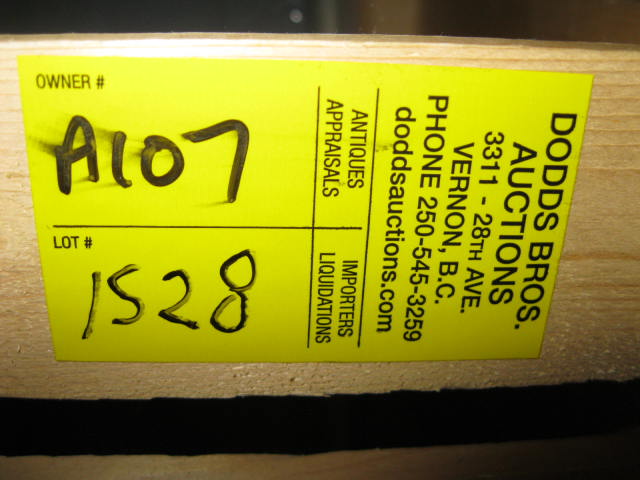 OWNER #
A107
LOT #
1528
ANTIQUES
APPRAISALS
IMPORTERS
LIQUIDATIONS
DODDS BROS.
AUCTIONS
3311 - 28TH AVE.
VERNON, B.C.
PHONE 250-545-3259
doddsauctions.com